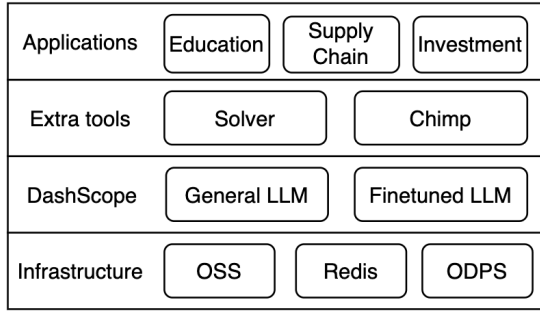 Applications
Education
Supply
Chain
Investment
Extra tools
Solver
Chimp
DashScope
General LLM
Finetuned LLM
Infrastructure
OSS
Redis
ODPS